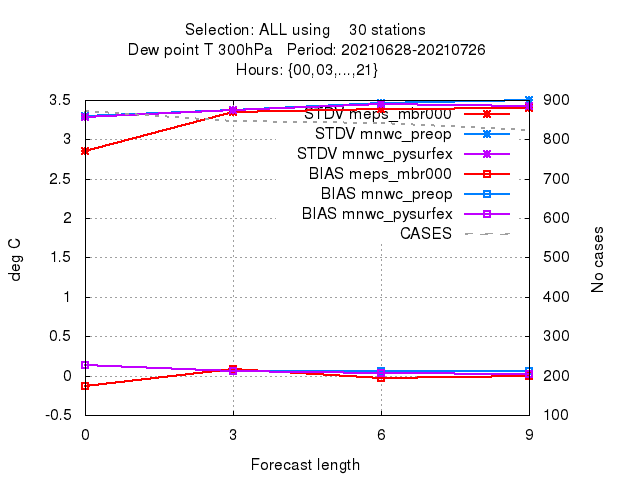 Selection: ALL using 30 stations
Dew point T 300hPa Period: 20210628-20210726
Hours: {00,03,...,21}
3.5 900
STDV meps_mbr000
STDV mnwc_preop
3 800
STDV mnwc_pysurfex
BIAS meps_mbr000
2.5 700
BIAS mnwc_preop
BIAS mnwc_pysurfex
2 600
CASES
1.5 500
1 400
0.5 300
0 200
-0.5 100
deg C
No cases
0 3 6 9
Forecast length